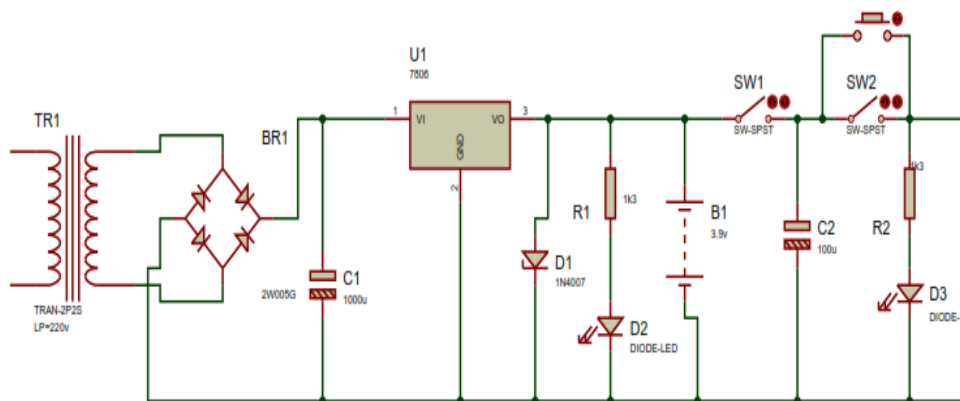 TR1
TRAN-2P2S
LP=220v
BR1
2W005G
C1
1000u
U1
7806
1
VI
VO
3
GND
2
D1
1N4007
R1
1k3
D2
DIODE-LED
B1
3.9v
SW1
SW-SPST
C2
100u
SW2
SW-SPST
1k3
R2
D3
DIODE-